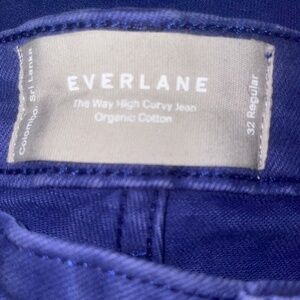 EVERLANE
The Way High Curvy Jean
Organic Cotton
32 Regular
Colombo, Sri Lanka